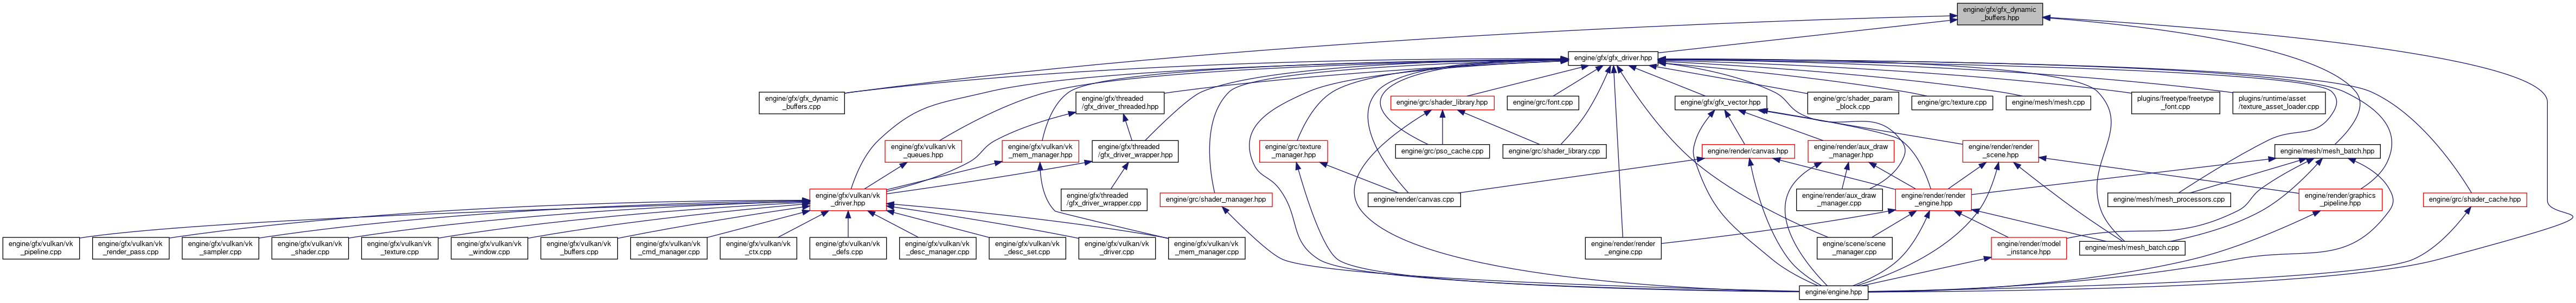 engine/gfx/gfx_dynamic
_buffers.hpp
engine/gfx/gfx_driver.hpp
engine/gfx/gfx_dynamic
_buffers.cpp
engine/gfx/threaded
/gfx_driver_threaded.hpp
engine/grc/shader_library.hpp
engine/grc/font.cpp
engine/gfx/gfx_vector.hpp
engine/grc/shader_param
_block.cpp
engine/grc/texture.cpp
engine/mesh/mesh.cpp
plugins/freetype/freetype
_font.cpp
plugins/runtime/asset
/texture_asset_loader.cpp
engine/gfx/vulkan/vk
_queues.hpp
engine/gfx/vulkan/vk
_mem_manager.hpp
engine/gfx/threaded
/gfx_driver_wrapper.hpp
engine/grc/texture
_manager.hpp
engine/grc/pso_cache.cpp
engine/grc/shader_library.cpp
engine/render/canvas.hpp
engine/render/aux_draw
_manager.hpp
engine/render/render
_scene.hpp
engine/mesh/mesh_batch.hpp
engine/gfx/vulkan/vk
_driver.hpp
engine/gfx/threaded
/gfx_driver_wrapper.cpp
engine/grc/shader_manager.hpp
engine/render/canvas.cpp
engine/render/aux_draw
_manager.cpp
engine/render/render
_engine.hpp
engine/mesh/mesh_processors.cpp
engine/render/graphics
_pipeline.hpp
engine/grc/shader_cache.hpp
engine/gfx/vulkan/vk
_pipeline.cpp
engine/gfx/vulkan/vk
_render_pass.cpp
engine/gfx/vulkan/vk
_sampler.cpp
engine/gfx/vulkan/vk
_shader.cpp
engine/gfx/vulkan/vk
_texture.cpp
engine/gfx/vulkan/vk
_window.cpp
engine/gfx/vulkan/vk
_buffers.cpp
engine/gfx/vulkan/vk
_cmd_manager.cpp
engine/gfx/vulkan/vk
_ctx.cpp
engine/gfx/vulkan/vk
_defs.cpp
engine/gfx/vulkan/vk
_desc_manager.cpp
engine/gfx/vulkan/vk
_desc_set.cpp
engine/gfx/vulkan/vk
_driver.cpp
engine/gfx/vulkan/vk
_mem_manager.cpp
engine/render/render
_engine.cpp
engine/scene/scene
_manager.cpp
engine/render/model
_instance.hpp
engine/mesh/mesh_batch.cpp
engine/engine.hpp